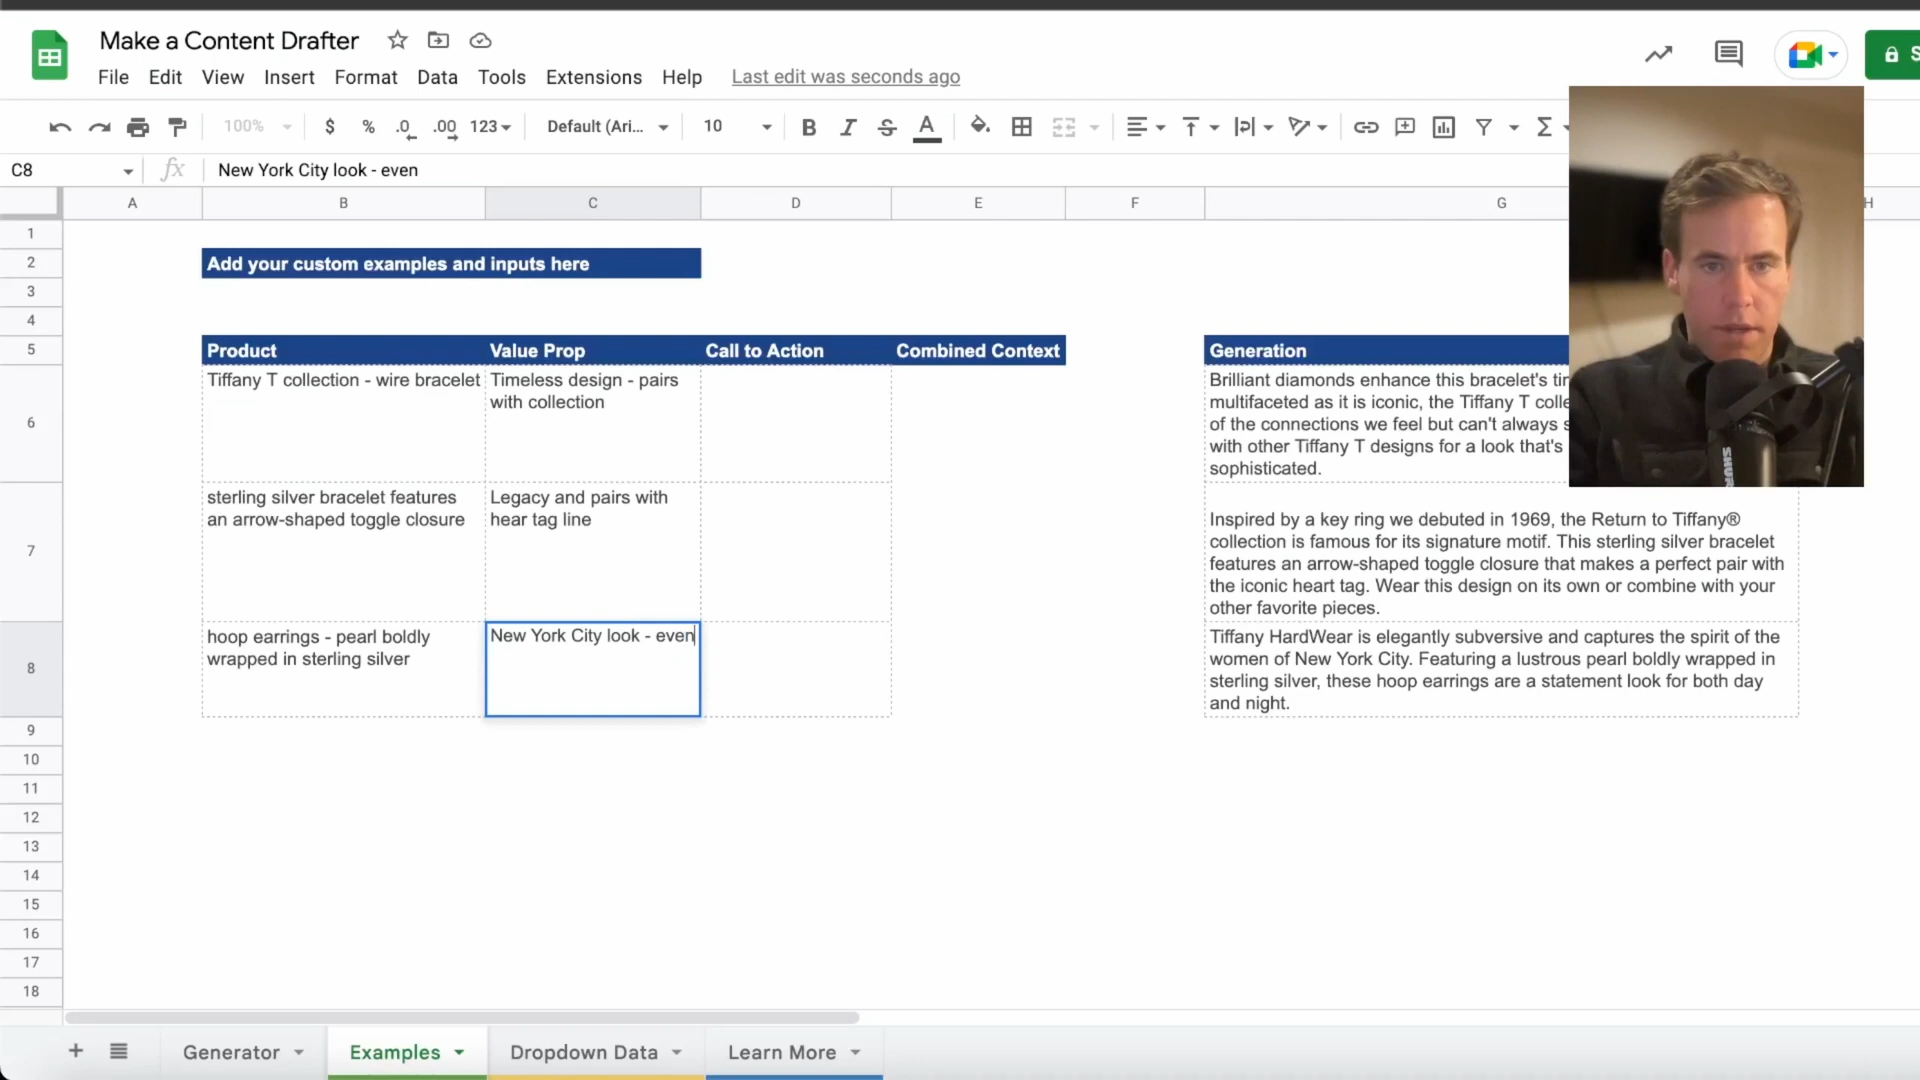 Make a Content Drafter
File Edit View Insert Format Data Tools Extensions Help Last edit was seconds ago
100% $ % .0 .00 123 Default (Ari... 10 B I S A
C8 fx New York City look - even
A B C D E F G H
1
2 Add your custom examples and inputs here
3
4
5 Product Value Prop Call to Action Combined Context Generation
Tiffany T collection - wire bracelet Timeless design - pairs
with collection
Brilliant diamonds enhance this bracelet's
multifaceted as it is iconic, the Tiffany T
6 of the connections we feel but can't always
with other Tiffany T designs for a look that's
sophisticated.
sterling silver bracelet features
an arrow-shaped toggle closure
Legacy and pairs with
hear tag line
Inspired by a key ring we debuted in 1969, the Return to Tiffany®
collection is famous for its signature motif. This sterling silver bracelet
7 features an arrow-shaped toggle closure that makes a perfect pair with
the iconic heart tag. Wear this design on its own or combine with your
other favorite pieces.
hoop earrings - pearl boldly
wrapped in sterling silver
New York City look - even
Tiffany HardWear is elegantly subversive and captures the spirit of the
women of New York City. Featuring a lustrous pearl boldly wrapped in
8 sterling silver, these hoop earrings are a statement look for both day
and night.
9
10
11
12
13
14
15
16
17
18
Generator Examples Dropdown Data Learn More